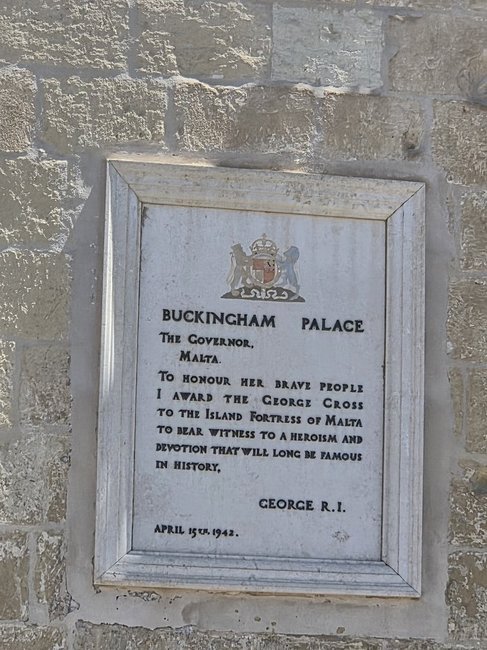 BUCKINGHAM PALACE
THE GOVERNOR,
MALTA.
TO HONOUR HER BRAVE PEOPLE
I AWARD THE GEORGE CROSS
TO THE ISLAND FORTRESS OF MALTA
TO BEAR WITNESS TO A HEROISM AND
DEVOTION THAT WILL LONG BE FAMOUS
IN HISTORY,
GEORGE R.I.
APRIL 15TH. 1942.